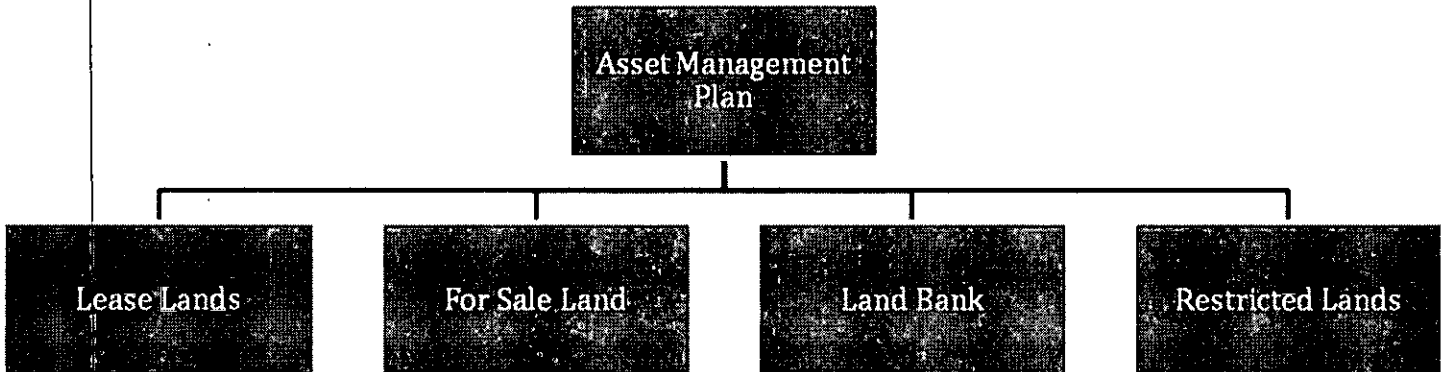 Asset Management
Plan
Lease Lands
For Sale Land
Land Bank
Restricted Lands